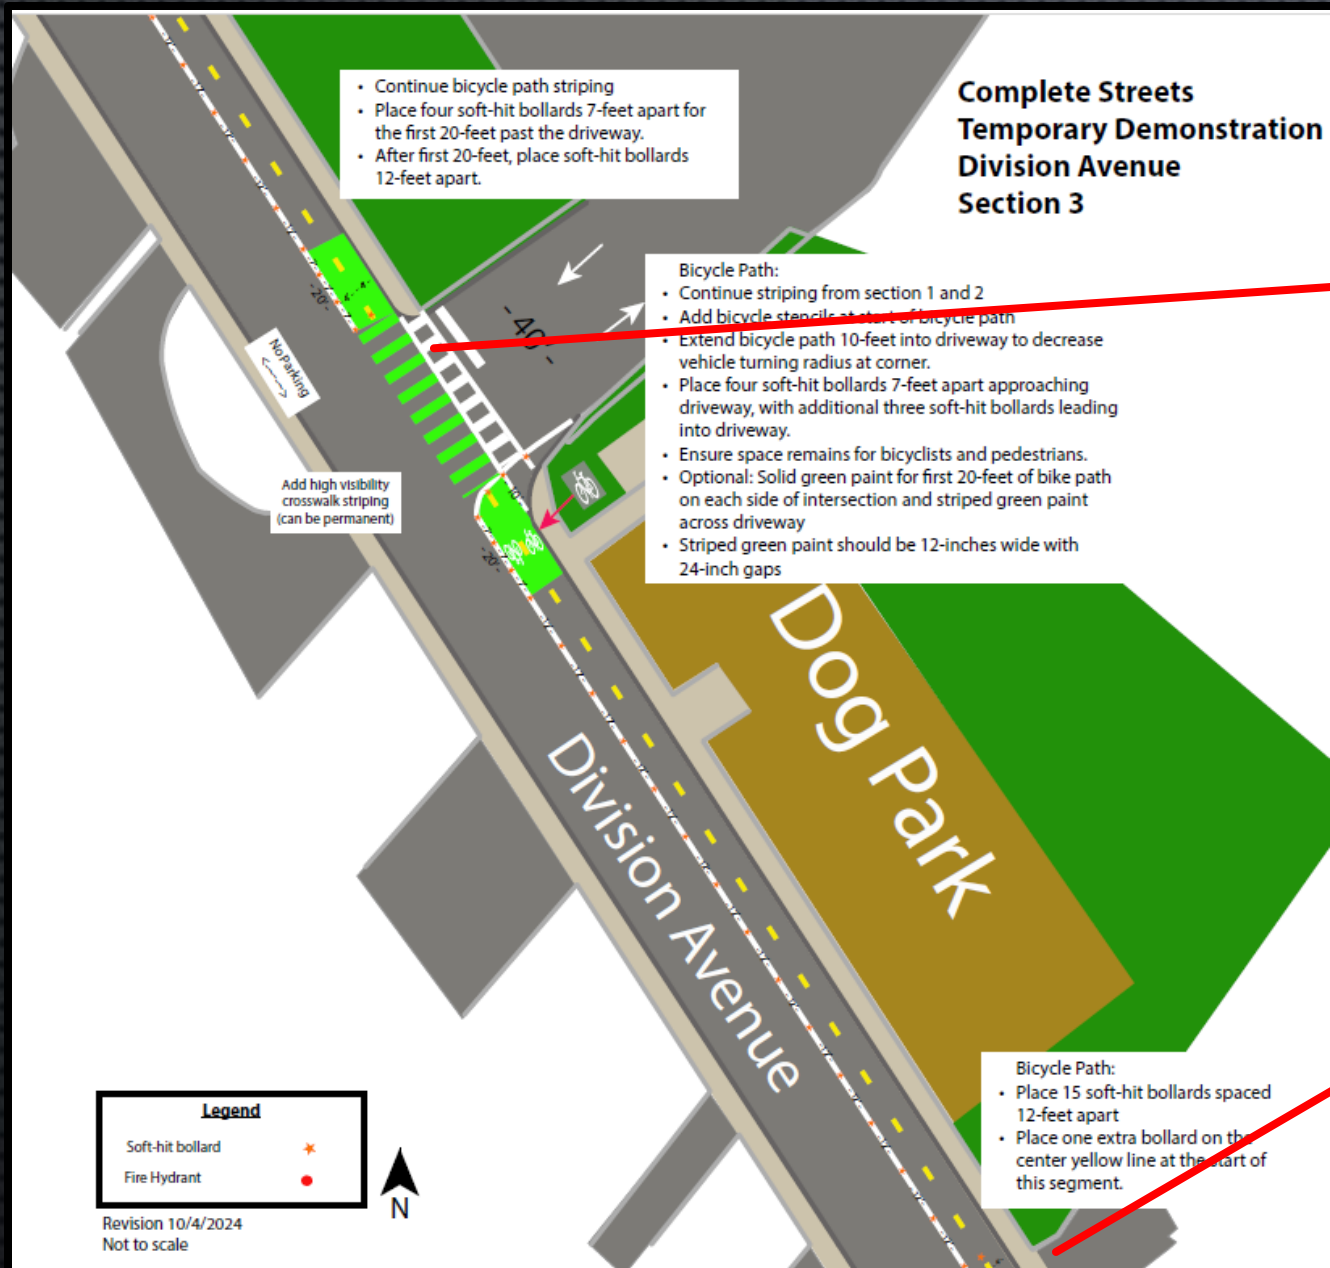 Complete Streets
Temporary Demonstration
Division Avenue
Section 3
• Continue bicycle path striping
• Place four soft-hit bollards 7-feet apart for
the first 20-feet past the driveway.
• After first 20-feet, place soft-hit bollards
12-feet apart.
Bicycle Path:
• Continue striping from section 1 and 2
• Add bicycle stencils at start of bicycle path
• Extend bicycle path 10-feet into driveway to decrease
vehicle turning radius at corner.
• Place four soft-hit bollards 7-feet apart approaching
driveway, with additional three soft-hit bollards leading
into driveway.
• Ensure space remains for bicyclists and pedestrians.
• Optional: Solid green paint for first 20-feet of bike path
on each side of intersection and striped green paint
across driveway
• Striped green paint should be 12-inches wide with
24-inch gaps
- 40' -
- 20' -
No Parking
<----->
Add high visibility
crosswalk striping
(can be permanent)
- 10' -
- 20' -
Dog Park
Division Avenue
Bicycle Path:
• Place 15 soft-hit bollards spaced
12-feet apart
• Place one extra bollard on the
center yellow line at the start of
this segment.
Legend
Soft-hit bollard
Fire Hydrant
N
Revision 10/4/2024
Not to scale